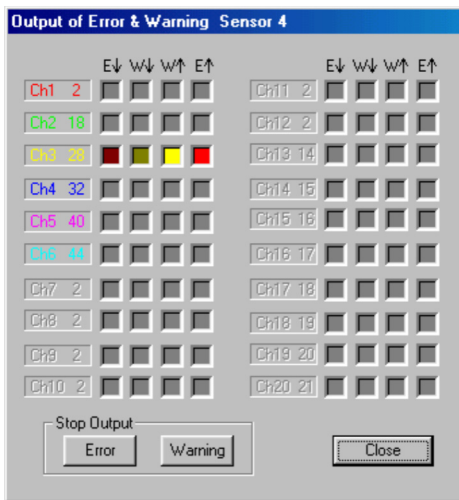 Output of Error & Warning Sensor 4
E↓ W↓ W↑ E↑
Ch1 2
Ch2 18
Ch3 28
Ch4 32
Ch5 40
Ch6 44
Ch7 2
Ch8 2
Ch9 2
Ch10 2
E↓ W↓ W↑ E↑
Ch11 2
Ch12 2
Ch13 14
Ch14 15
Ch15 16
Ch16 17
Ch17 18
Ch18 19
Ch19 20
Ch20 21
Stop Output
Error
Warning
Close